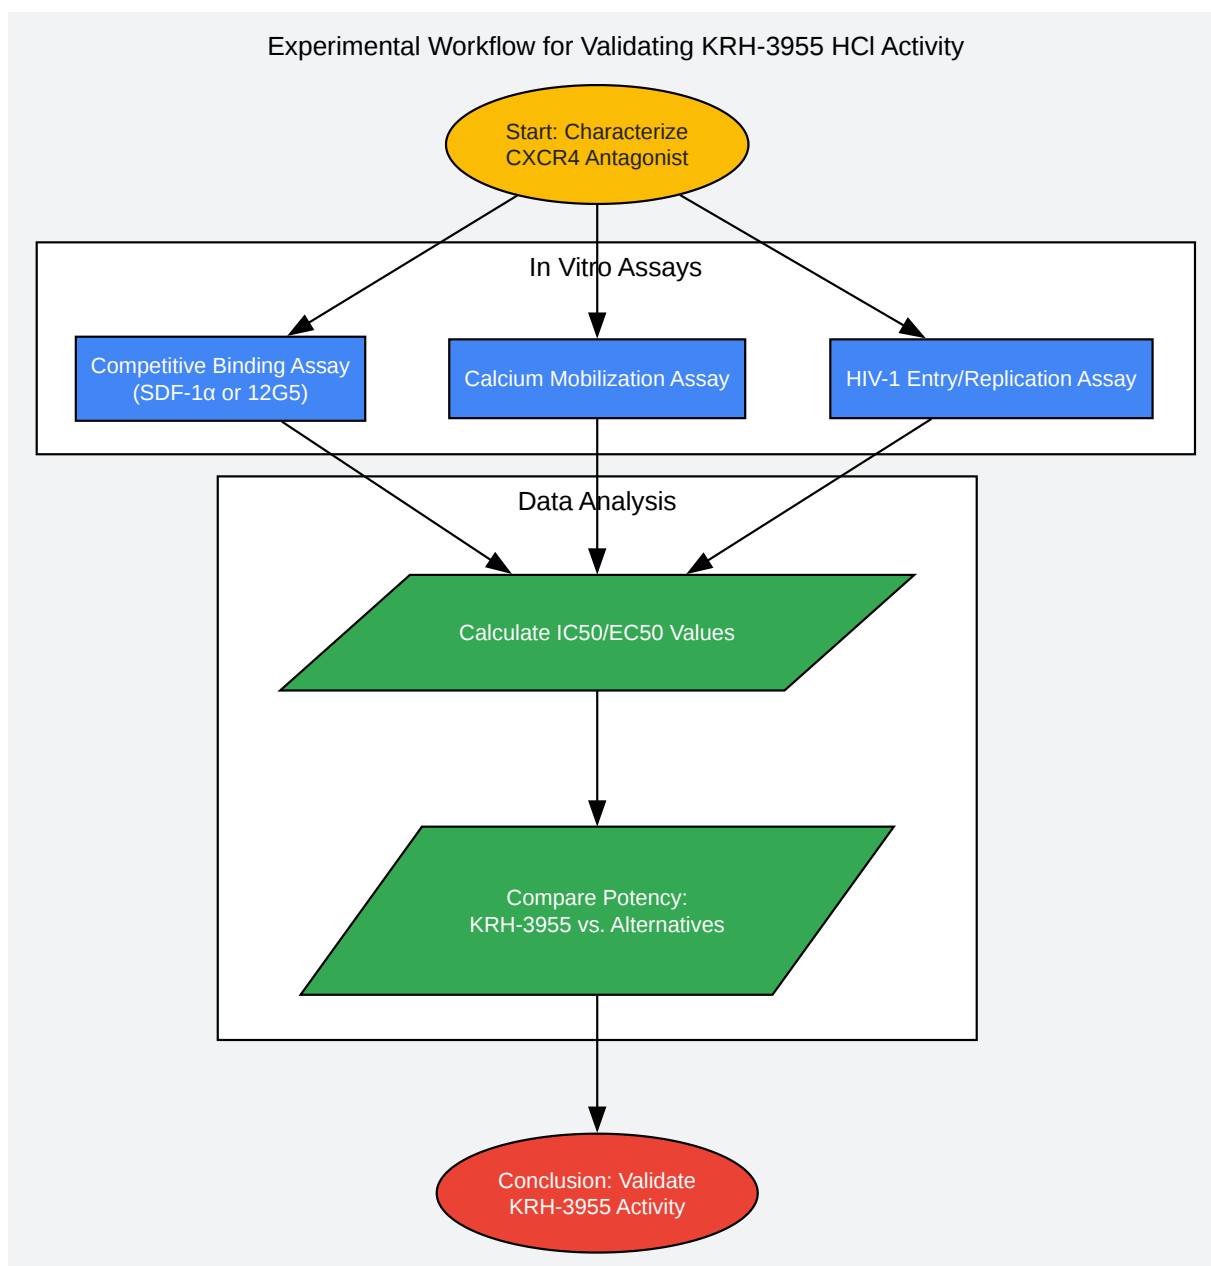 Experimental Workflow for Validating KRH-3955 HCl Activity
Start: Characterize
CXCR4 Antagonist
In Vitro Assays
Competitive Binding Assay
(SDF-1α or 12G5)
Calcium Mobilization Assay
HIV-1 Entry/Replication Assay
Data Analysis
Calculate IC50/EC50 Values
Compare Potency:
KRH-3955 vs. Alternatives
Conclusion: Validate
KRH-3955 Activity